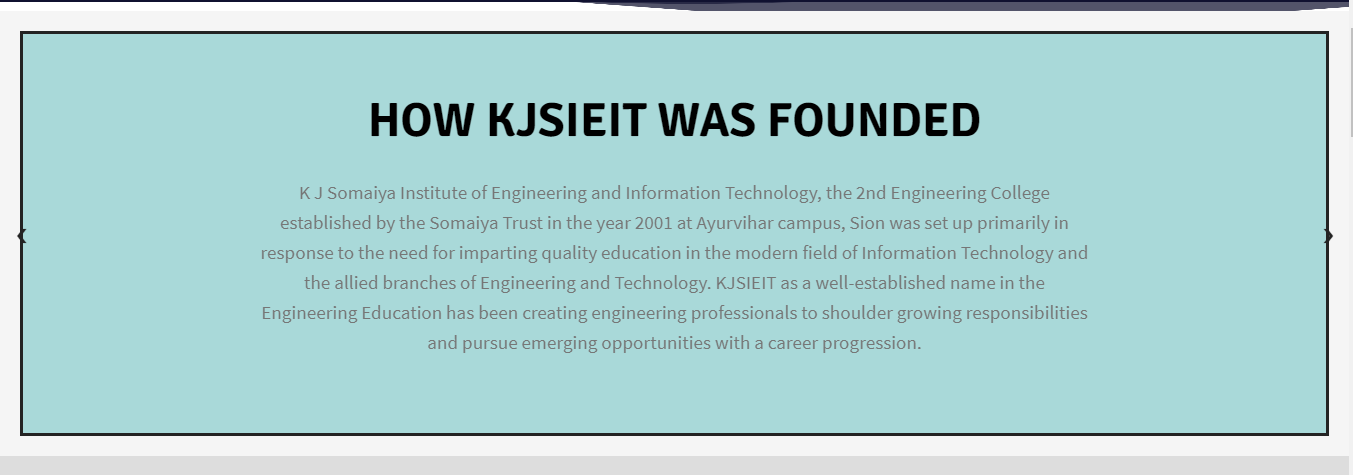 HOW KJSIEIT WAS FOUNDED
K J Somaiya Institute of Engineering and Information Technology, the 2nd Engineering College
established by the Somaiya Trust in the year 2001 at Ayurvihar campus, Sion was set up primarily in
response to the need for imparting quality education in the modern field of Information Technology and
the allied branches of Engineering and Technology. KJSIEIT as a well-established name in the
Engineering Education has been creating engineering professionals to shoulder growing responsibilities
and pursue emerging opportunities with a career progression.